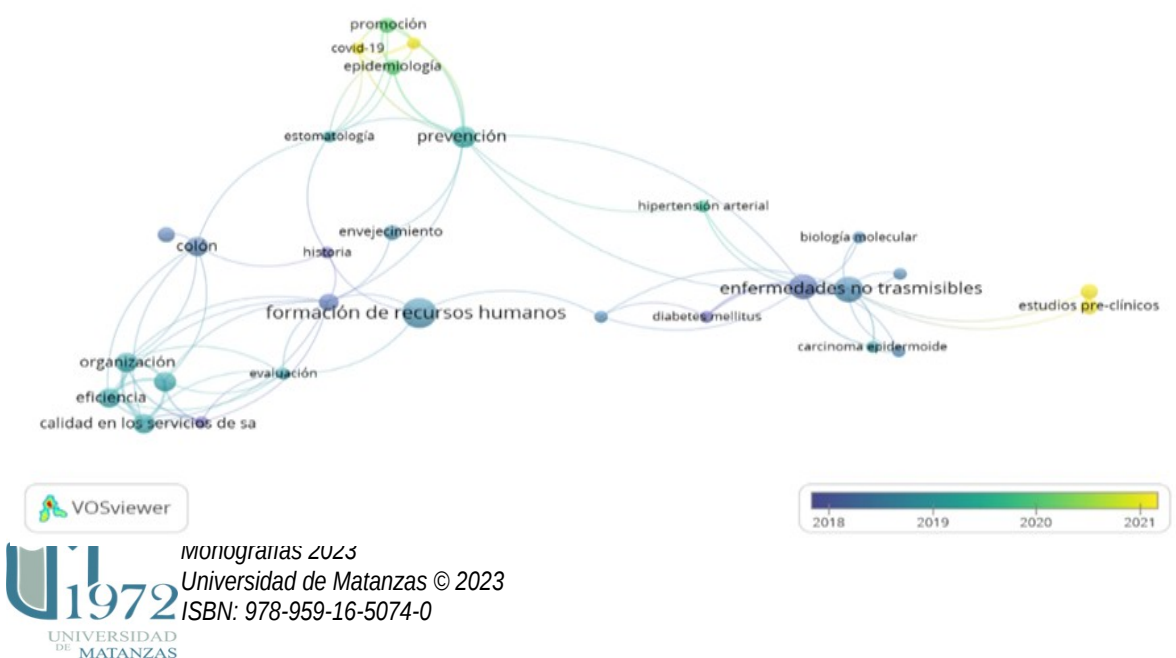 promoción
covid-19
epidemiología
estomatología
prevención
hipertensión arterial
envejecimiento
biología molecular
colón
historia
enfermedades no trasmisibles
estudios pre-clínicos
formación de recursos humanos
diabetes mellitus
carcinoma epidermoide
organización
evaluación
eficiencia
calidad en los servicios de sa
VOSviewer
2018 2019 2020 2021
Monografías 2023
Universidad de Matanzas © 2023
1972 ISBN: 978-959-16-5074-0
UNIVERSIDAD
DE MATANZAS